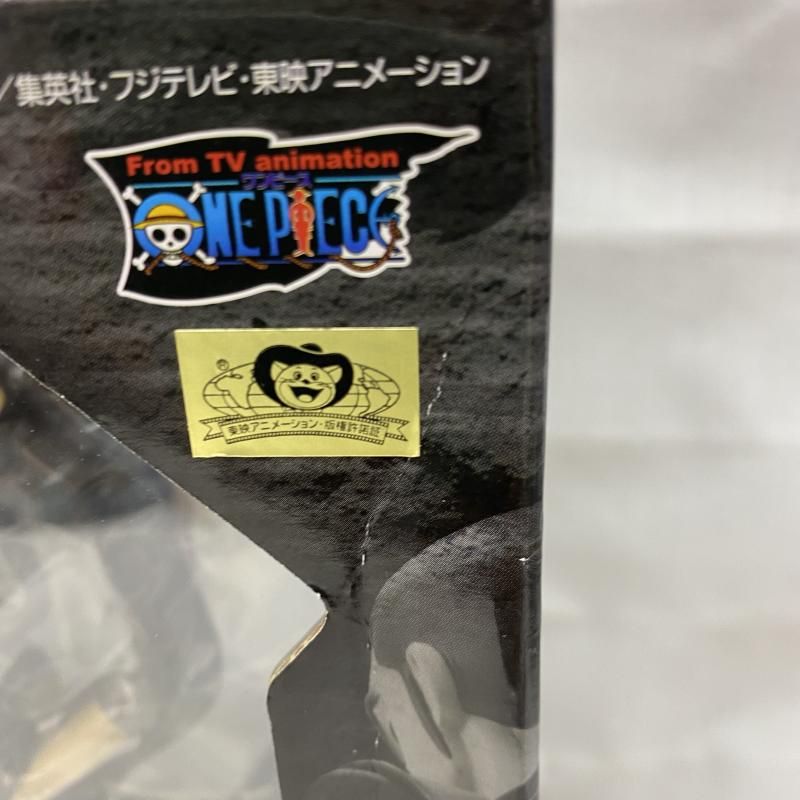 /集英社・フジテレビ・東映アニメーション
From TV animation
ワンピース
ONE PIECE
®
東映アニメーション・版権許諾証